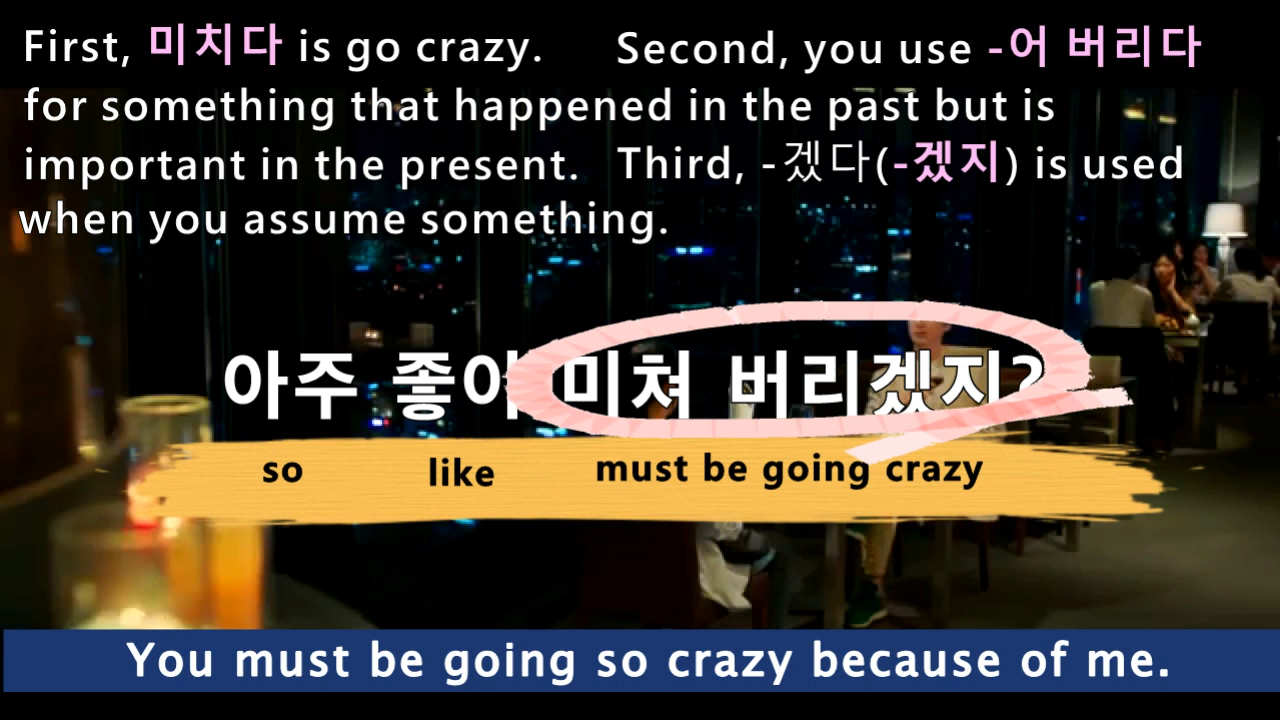 First, 미치다 is go crazy. Second, you use -어 버리다
for something that happened in the past but is
important in the present. Third, -겠다(-겠지) is used
when you assume something.
아주 좋아 미쳐 버리겠지?
so like must be going crazy
You must be going so crazy because of me.